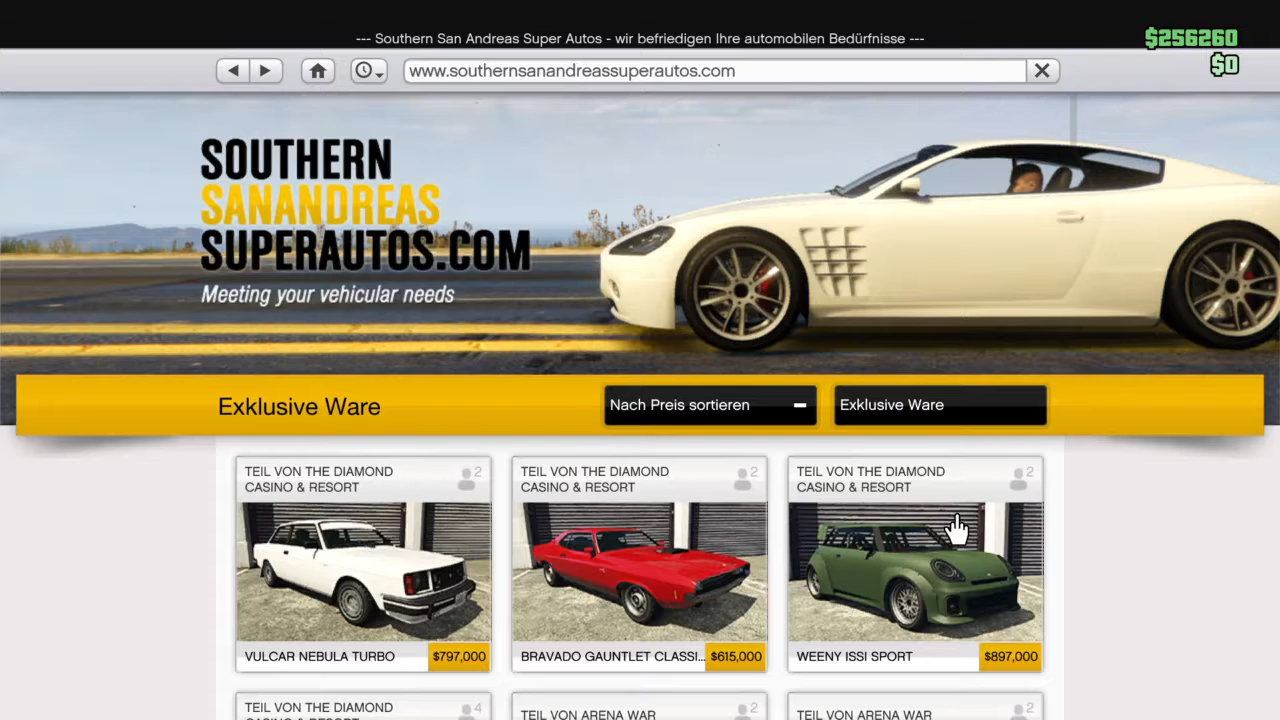 --- Southern San Andreas Super Autos - wir befriedigen Ihre automobilen Bedürfnisse ---
$256260
$0
www.southernsanandreassuperautos.com
SOUTHERN
SANANDREAS
SUPERAUTOS.COM
Meeting your vehicular needs
Exklusive Ware
Nach Preis sortieren
Exklusive Ware
TEIL VON THE DIAMOND
CASINO & RESORT
2
TEIL VON THE DIAMOND
CASINO & RESORT
2
TEIL VON THE DIAMOND
CASINO & RESORT
2
VULCAR NEBULA TURBO
$797,000
BRAVADO GAUNTLET CLASSI...
$615,000
WEENY ISSI SPORT
$897,000
TEIL VON THE DIAMOND
CASINO & RESORT
4
TEIL VON ARENA WAR
2
TEIL VON ARENA WAR
2